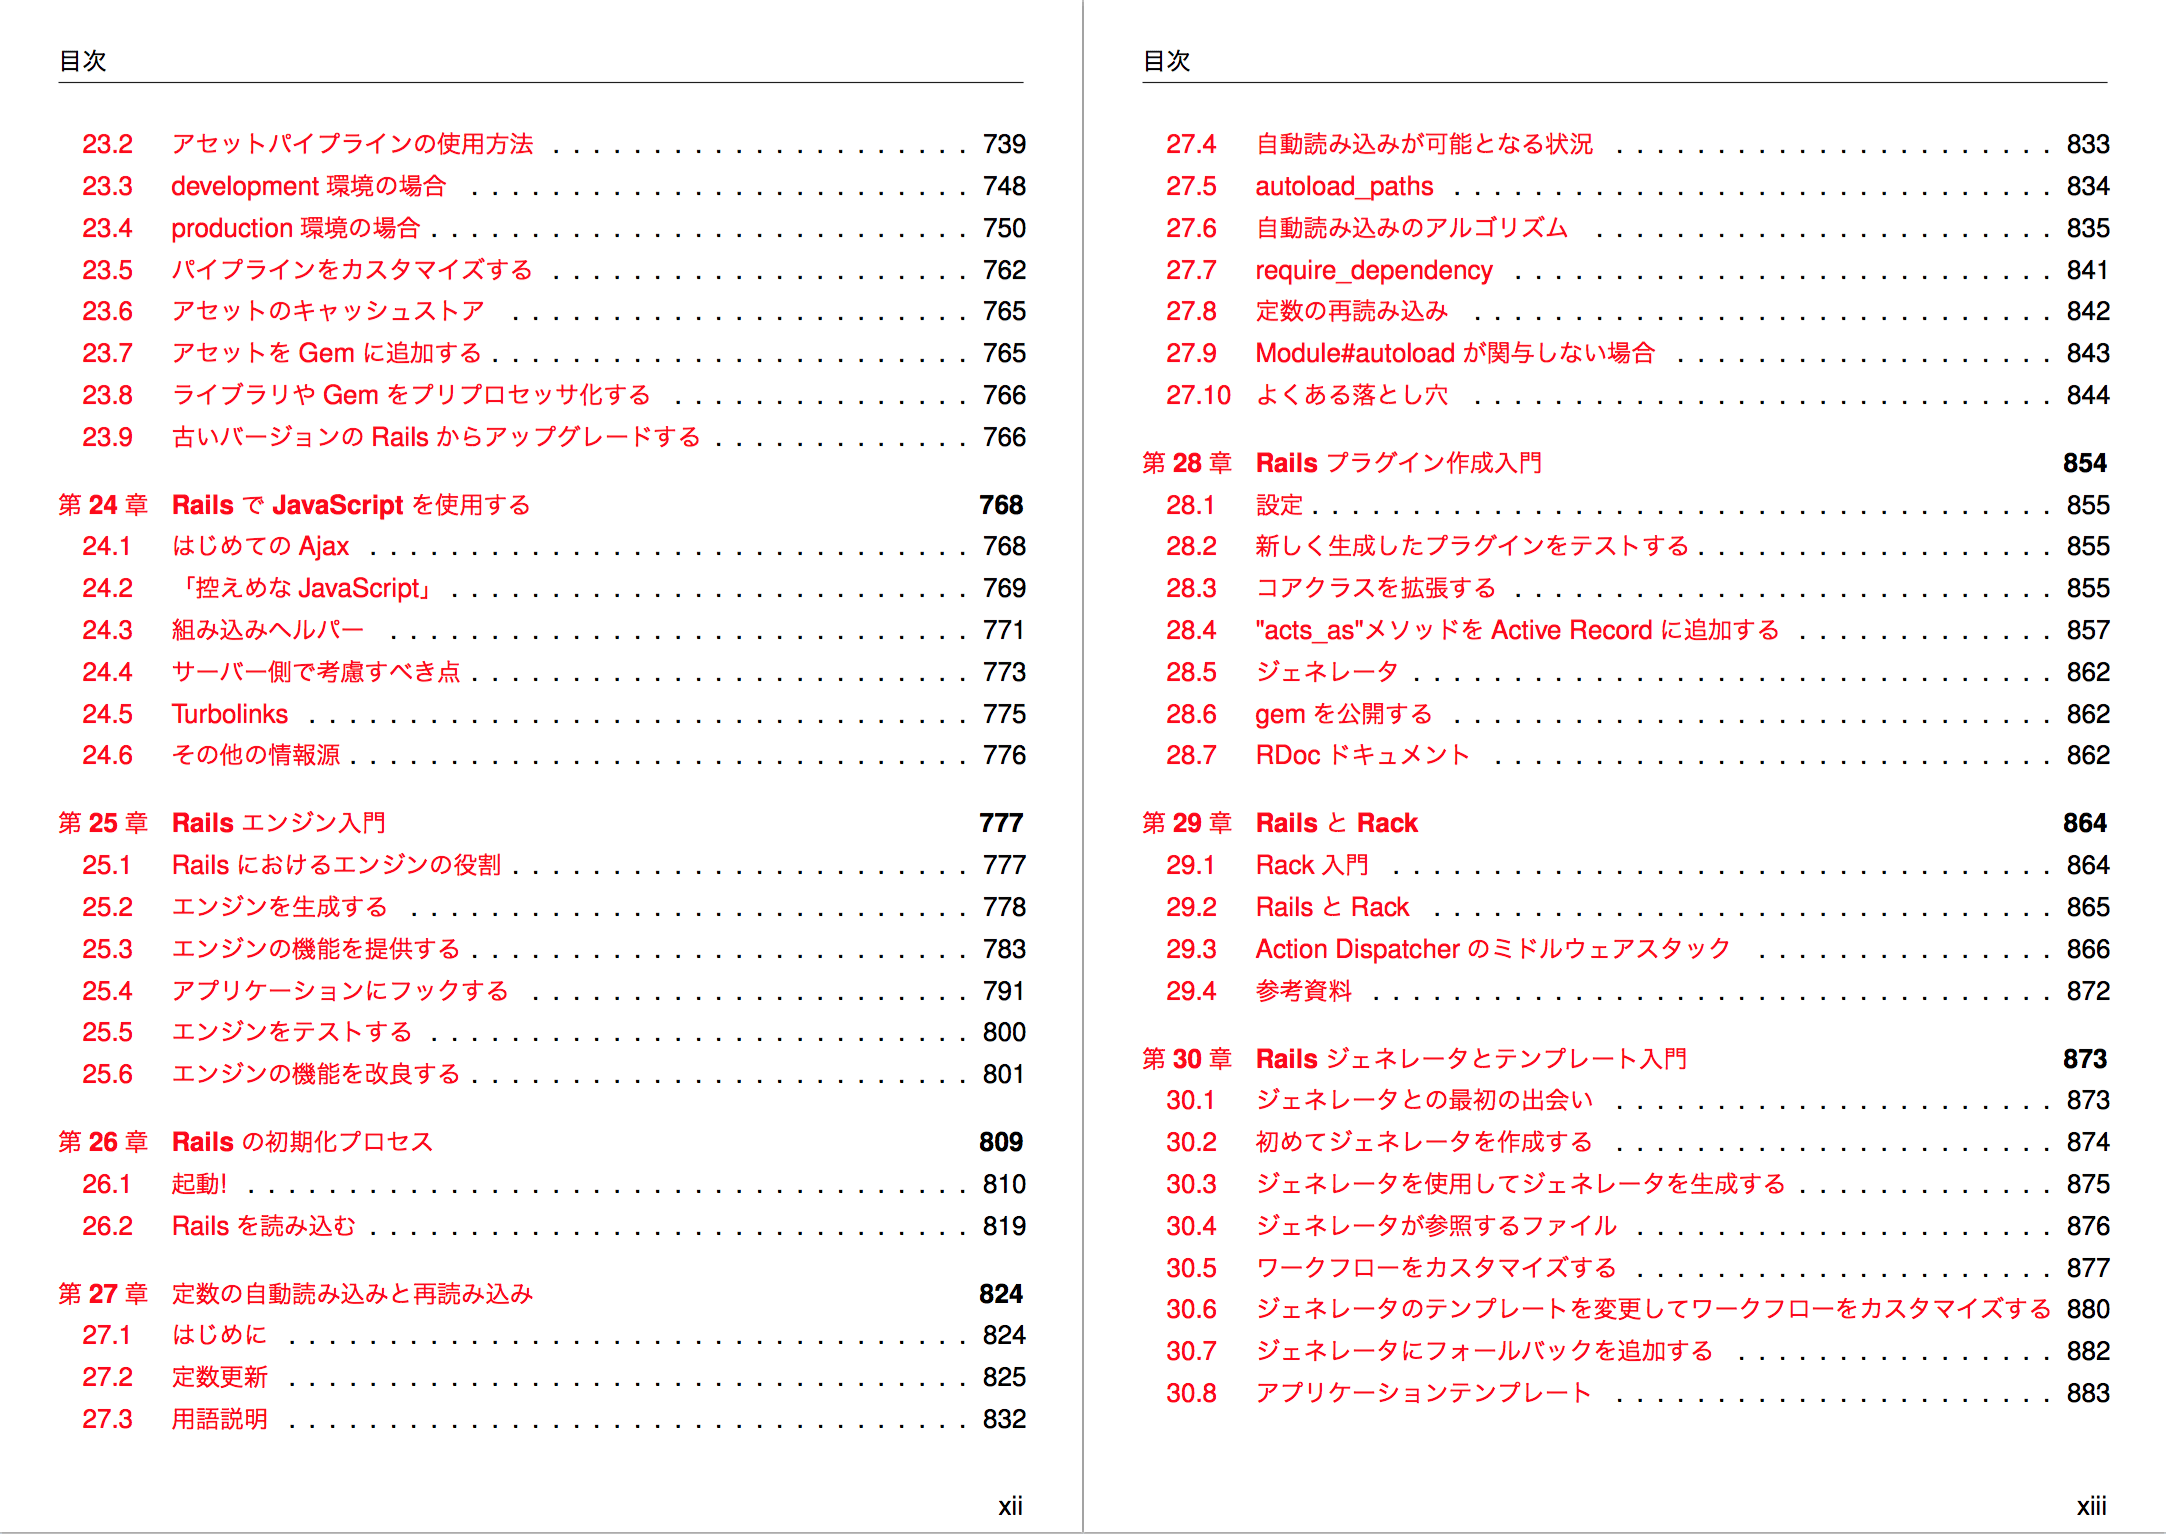 目次
23.2 アセットパイプラインの使用方法 . . . . . . . . . . . . . . . . . . . . . 739
23.3 development 環境の場合 . . . . . . . . . . . . . . . . . . . . . . . . . 748
23.4 production 環境の場合 . . . . . . . . . . . . . . . . . . . . . . . . . . . 750
23.5 パイプラインをカスタマイズする . . . . . . . . . . . . . . . . . . . . . 762
23.6 アセットのキャッシュストア . . . . . . . . . . . . . . . . . . . . . . . 765
23.7 アセットを Gem に追加する . . . . . . . . . . . . . . . . . . . . . . . . 765
23.8 ライブラリや Gem をプリプロセッサ化する . . . . . . . . . . . . . . . 766
23.9 古いバージョンの Rails からアップグレードする . . . . . . . . . . . . . 766
第 24 章 Rails で JavaScript を使用する 768
24.1 はじめての Ajax . . . . . . . . . . . . . . . . . . . . . . . . . . . . . . 768
24.2 「控えめな JavaScript」 . . . . . . . . . . . . . . . . . . . . . . . . . . 769
24.3 組み込みヘルパー . . . . . . . . . . . . . . . . . . . . . . . . . . . . . 771
24.4 サーバー側で考慮すべき点 . . . . . . . . . . . . . . . . . . . . . . . . . 773
24.5 Turbolinks . . . . . . . . . . . . . . . . . . . . . . . . . . . . . . . . . 775
24.6 その他の情報源 . . . . . . . . . . . . . . . . . . . . . . . . . . . . . . . 776
第 25 章 Rails エンジン入門 777
25.1 Rails におけるエンジンの役割 . . . . . . . . . . . . . . . . . . . . . . . 777
25.2 エンジンを生成する . . . . . . . . . . . . . . . . . . . . . . . . . . . . 778
25.3 エンジンの機能を提供する . . . . . . . . . . . . . . . . . . . . . . . . . 783
25.4 アプリケーションにフックする . . . . . . . . . . . . . . . . . . . . . . 791
25.5 エンジンをテストする . . . . . . . . . . . . . . . . . . . . . . . . . . . 800
25.6 エンジンの機能を改良する . . . . . . . . . . . . . . . . . . . . . . . . . 801
第 26 章 Rails の初期化プロセス 809
26.1 起動! . . . . . . . . . . . . . . . . . . . . . . . . . . . . . . . . . . . . 810
26.2 Rails を読み込む . . . . . . . . . . . . . . . . . . . . . . . . . . . . . . 819
第 27 章 定数の自動読み込みと再読み込み 824
27.1 はじめに . . . . . . . . . . . . . . . . . . . . . . . . . . . . . . . . . . 824
27.2 定数更新 . . . . . . . . . . . . . . . . . . . . . . . . . . . . . . . . . . 825
27.3 用語説明 . . . . . . . . . . . . . . . . . . . . . . . . . . . . . . . . . . 832
xii
目次
27.4 自動読み込みが可能となる状況 . . . . . . . . . . . . . . . . . . . . . . 833
27.5 autoload_paths . . . . . . . . . . . . . . . . . . . . . . . . . . . . . . 834
27.6 自動読み込みのアルゴリズム . . . . . . . . . . . . . . . . . . . . . . . 835
27.7 require_dependency . . . . . . . . . . . . . . . . . . . . . . . . . . . 841
27.8 定数の再読み込み . . . . . . . . . . . . . . . . . . . . . . . . . . . . . 842
27.9 Module#autoload が関与しない場合 . . . . . . . . . . . . . . . . . . . 843
27.10 よくある落とし穴 . . . . . . . . . . . . . . . . . . . . . . . . . . . . . 844
第 28 章 Rails プラグイン作成入門 854
28.1 設定 . . . . . . . . . . . . . . . . . . . . . . . . . . . . . . . . . . . . . 855
28.2 新しく生成したプラグインをテストする . . . . . . . . . . . . . . . . . . 855
28.3 コアクラスを拡張する . . . . . . . . . . . . . . . . . . . . . . . . . . . 855
28.4 "acts_as"メソッドを Active Record に追加する . . . . . . . . . . . . . 857
28.5 ジェネレータ . . . . . . . . . . . . . . . . . . . . . . . . . . . . . . . . 862
28.6 gem を公開する . . . . . . . . . . . . . . . . . . . . . . . . . . . . . . 862
28.7 RDoc ドキュメント . . . . . . . . . . . . . . . . . . . . . . . . . . . . 862
第 29 章 Rails と Rack 864
29.1 Rack 入門 . . . . . . . . . . . . . . . . . . . . . . . . . . . . . . . . . 864
29.2 Rails と Rack . . . . . . . . . . . . . . . . . . . . . . . . . . . . . . . 865
29.3 Action Dispatcher のミドルウェアスタック . . . . . . . . . . . . . . . 866
29.4 参考資料 . . . . . . . . . . . . . . . . . . . . . . . . . . . . . . . . . . 872
第 30 章 Rails ジェネレータとテンプレート入門 873
30.1 ジェネレータとの最初の出会い . . . . . . . . . . . . . . . . . . . . . . 873
30.2 初めてジェネレータを作成する . . . . . . . . . . . . . . . . . . . . . . 874
30.3 ジェネレータを使用してジェネレータを生成する . . . . . . . . . . . . . 875
30.4 ジェネレータが参照するファイル . . . . . . . . . . . . . . . . . . . . . 876
30.5 ワークフローをカスタマイズする . . . . . . . . . . . . . . . . . . . . . 877
30.6 ジェネレータのテンプレートを変更してワークフローをカスタマイズする 880
30.7 ジェネレータにフォールバックを追加する . . . . . . . . . . . . . . . . 882
30.8 アプリケーションテンプレート . . . . . . . . . . . . . . . . . . . . . . 883
xiii